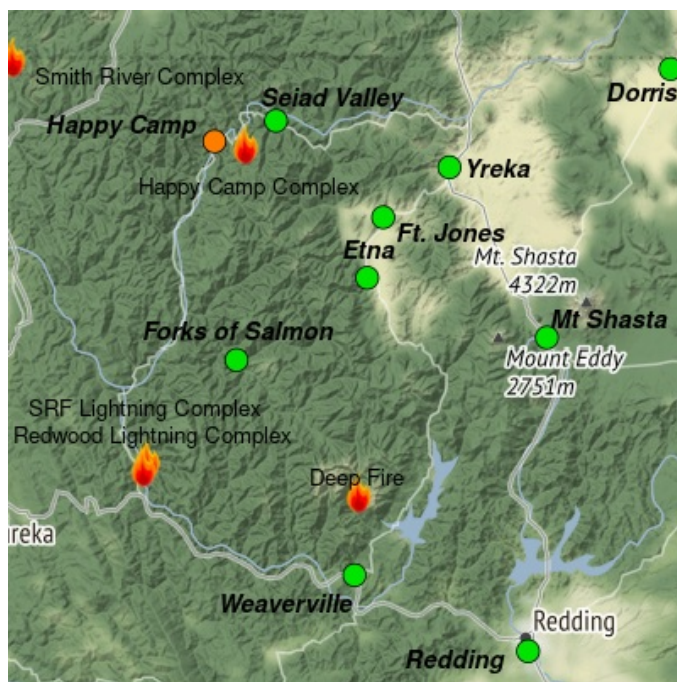 Smith River Complex
Seiad Valley
Dorris
Happy Camp
Yreka
Happy Camp Complex
Ft. Jones
Etna
Mt. Shasta
4322m
Mt Shasta
Forks of Salmon
Mount Eddy
2751m
SRF Lightning Complex
Redwood Lightning Complex
Deep Fire
ureka
Weaverville
Redding
Redding